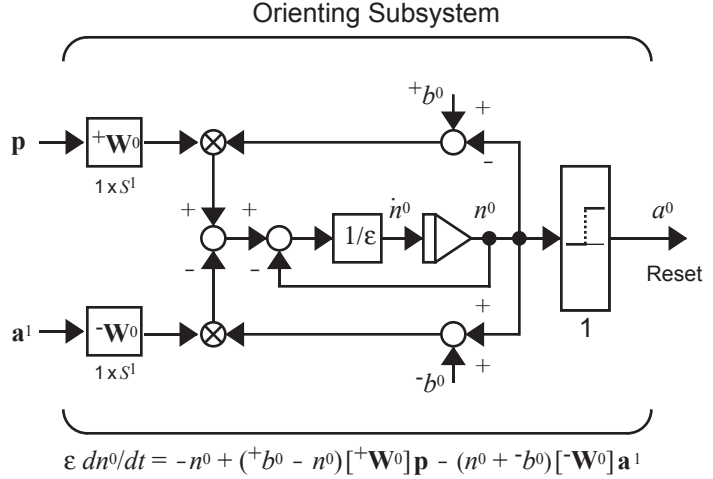 Orienting Subsystem
⁺b⁰
+
-
p
⁺W⁰
1 x S¹
+
+
ṅ⁰
n⁰
a⁰
1/ε
-
-
Reset
1
a¹
⁻W⁰
1 x S¹
+
+
⁻b⁰
ε dn⁰/dt = -n⁰ + (⁺b⁰ - n⁰)[⁺W⁰]p - (n⁰ + ⁻b⁰)[⁻W⁰]a¹